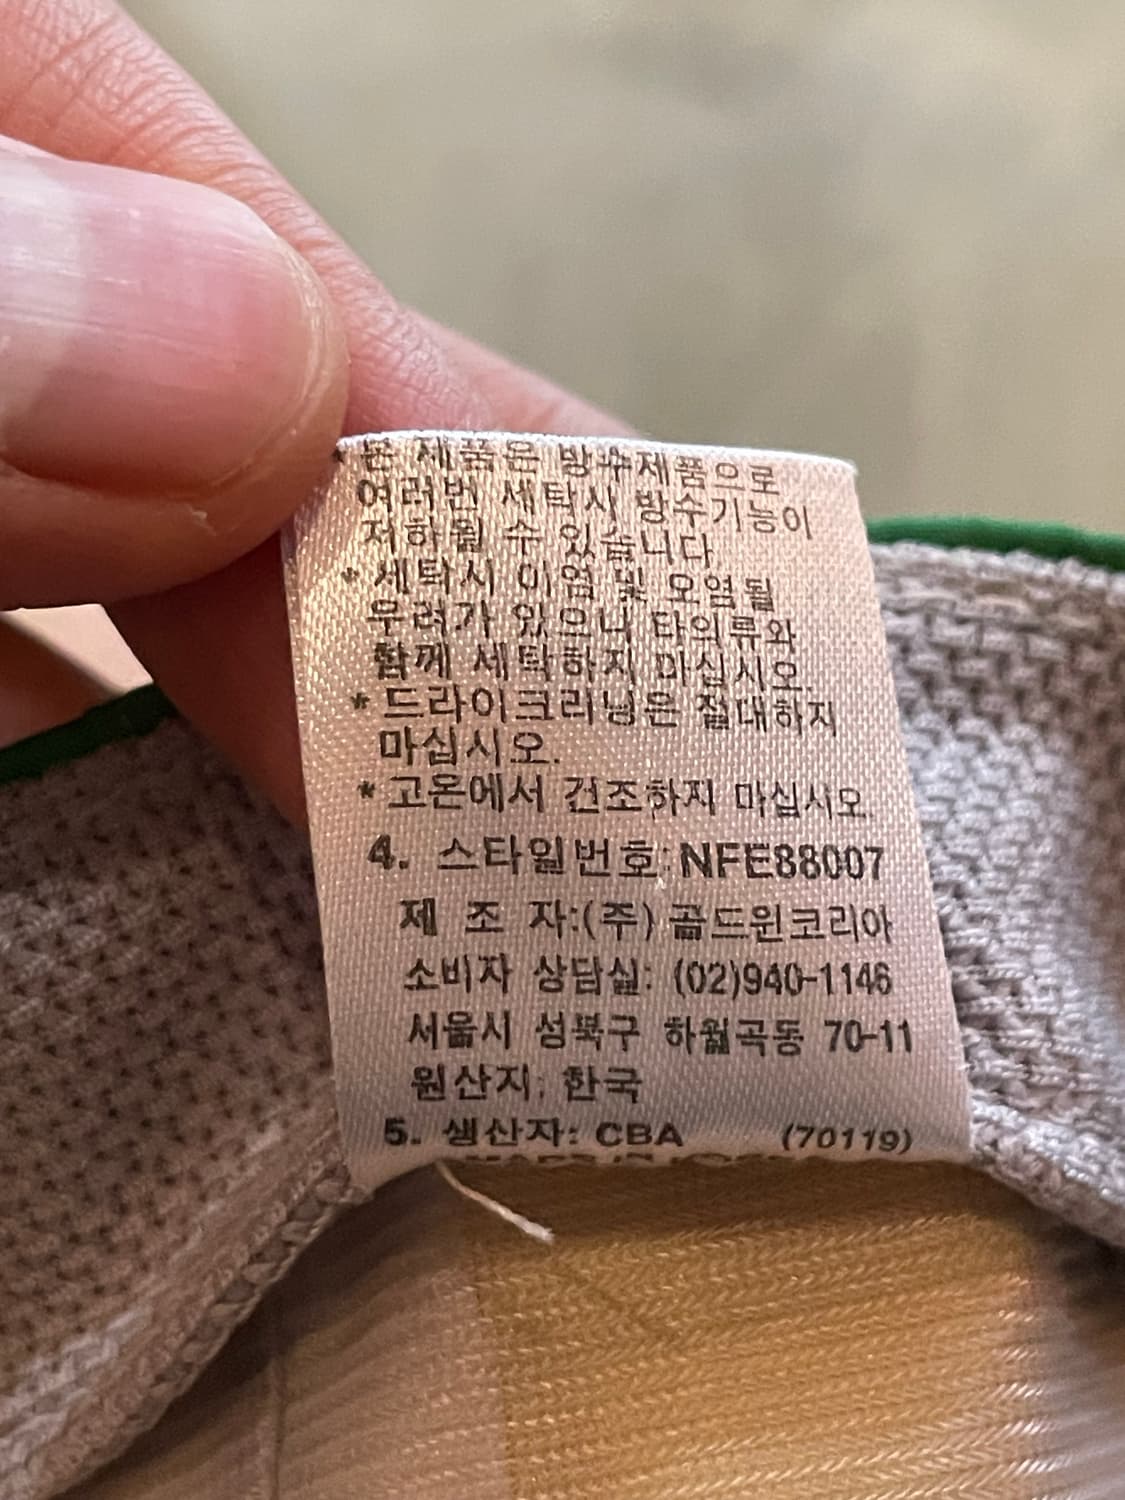 본 제품은 방수제품으로
여러번 세탁시 방수기능이
저하될 수 있습니다.
* 세탁시 이염 및 오염될
우려가 있으니 타의류와
함께 세탁하지 마십시오.
* 드라이크리닝은 절대하지
마십시오.
* 고온에서 건조하지 마십시오.
4. 스타일번호: NFE88007
제 조 자:(주) 골드윈코리아
소비자 상담실: (02)940-1146
서울시 성북구 하월곡동 70-11
원산지: 한국
5. 생산자: CBA (70119)